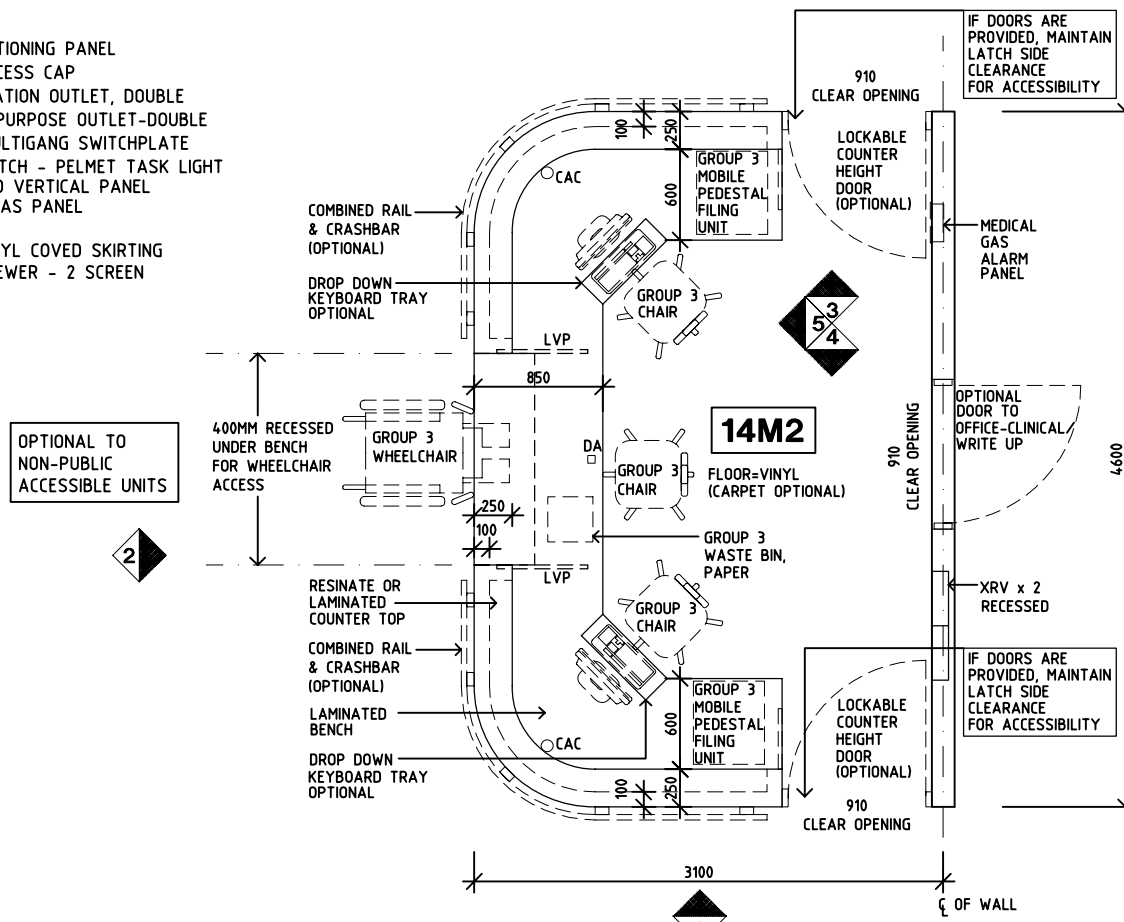 TIONING PANEL
CESS CAP
ATION OUTLET, DOUBLE
PURPOSE OUTLET-DOUBLE
ULTIGANG SWITCHPLATE
TCH - PELMET TASK LIGHT
D VERTICAL PANEL
AS PANEL
YL COVED SKIRTING
EWER - 2 SCREEN
IF DOORS ARE
PROVIDED, MAINTAIN
LATCH SIDE
CLEARANCE
FOR ACCESSIBILITY
910
CLEAR OPENING
100
250
600
CAC
GROUP 3
MOBILE
PEDESTAL
FILING
UNIT
LOCKABLE
COUNTER
HEIGHT
DOOR
(OPTIONAL)
COMBINED RAIL
& CRASHBAR
(OPTIONAL)
MEDICAL
GAS
ALARM
PANEL
DROP DOWN
KEYBOARD TRAY
OPTIONAL
GROUP 3
CHAIR
3
5
4
LVP
850
OPTIONAL
DOOR TO
OFFICE-CLINICAL/
WRITE UP
OPTIONAL TO
NON-PUBLIC
ACCESSIBLE UNITS
400MM RECESSED
UNDER BENCH
FOR WHEELCHAIR
ACCESS
GROUP 3
WHEELCHAIR
DA
14M2
GROUP 3
CHAIR
FLOOR=VINYL
(CARPET OPTIONAL)
910
CLEAR OPENING
4600
250
100
2
GROUP 3
WASTE BIN,
PAPER
LVP
RESINATE OR
LAMINATED
COUNTER TOP
GROUP 3
CHAIR
XRV x 2
RECESSED
COMBINED RAIL
& CRASHBAR
(OPTIONAL)
IF DOORS ARE
PROVIDED, MAINTAIN
LATCH SIDE
CLEARANCE
FOR ACCESSIBILITY
LAMINATED
BENCH
CAC
600
GROUP 3
MOBILE
PEDESTAL
FILING
UNIT
LOCKABLE
COUNTER
HEIGHT
DOOR
(OPTIONAL)
DROP DOWN
KEYBOARD TRAY
OPTIONAL
100
250
910
CLEAR OPENING
3100
℄ OF WALL